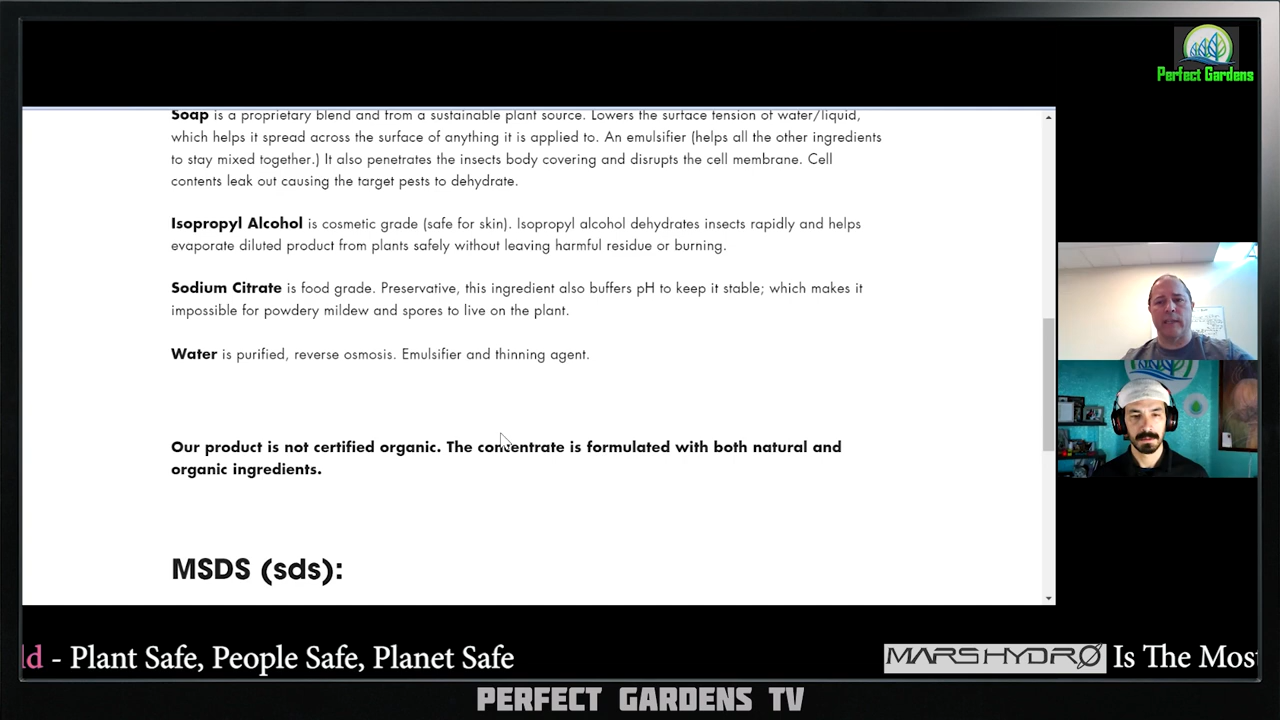 Perfect Gardens
Soap is a proprietary blend and from a sustainable plant source. Lowers the surface tension of water/liquid,
which helps it spread across the surface of anything it is applied to. An emulsifier (helps all the other ingredients
to stay mixed together.) It also penetrates the insects body covering and disrupts the cell membrane. Cell
contents leak out causing the target pests to dehydrate.
Isopropyl Alcohol is cosmetic grade (safe for skin). Isopropyl alcohol dehydrates insects rapidly and helps
evaporate diluted product from plants safely without leaving harmful residue or burning.
Sodium Citrate is food grade. Preservative, this ingredient also buffers pH to keep it stable; which makes it
impossible for powdery mildew and spores to live on the plant.
Water is purified, reverse osmosis. Emulsifier and thinning agent.
Our product is not certified organic. The concentrate is formulated with both natural and
organic ingredients.
MSDS (sds):
ld - Plant Safe, People Safe, Planet Safe
MARS HYDRO Is The Mos
PERFECT GARDENS TV